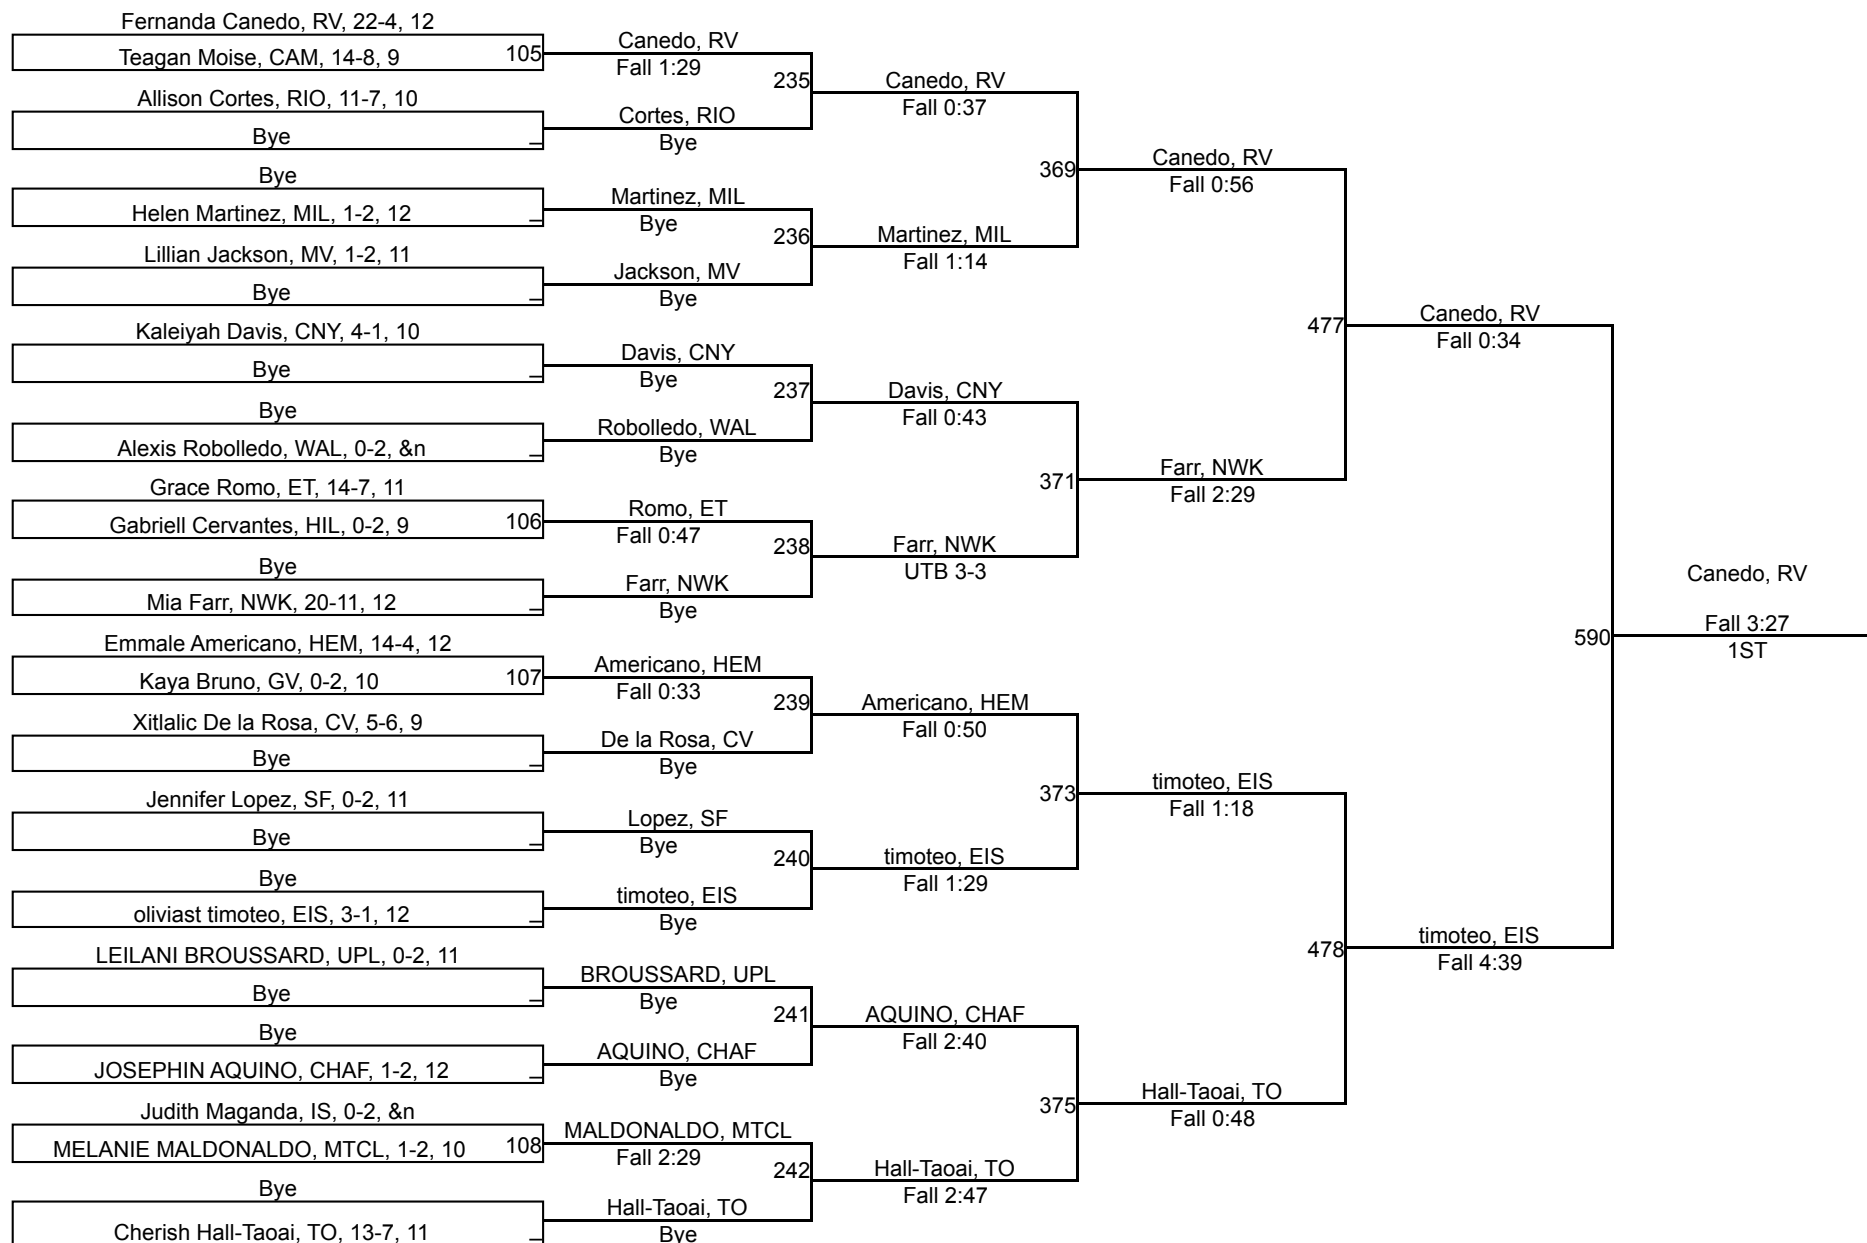 Fernanda Canedo, RV, 22-4, 12
Teagan Moise, CAM, 14-8, 9
105
Allison Cortes, RIO, 11-7, 10
Bye
_
Bye
Helen Martinez, MIL, 1-2, 12
_
Lillian Jackson, MV, 1-2, 11
Bye
_
Kaleiyah Davis, CNY, 4-1, 10
Bye
_
Bye
Alexis Robolledo, WAL, 0-2, &n
_
Grace Romo, ET, 14-7, 11
Gabriell Cervantes, HIL, 0-2, 9
106
Bye
Mia Farr, NWK, 20-11, 12
_
Emmale Americano, HEM, 14-4, 12
Kaya Bruno, GV, 0-2, 10
107
Xitlalic De la Rosa, CV, 5-6, 9
Bye
_
Jennifer Lopez, SF, 0-2, 11
Bye
_
Bye
oliviast timoteo, EIS, 3-1, 12
_
LEILANI BROUSSARD, UPL, 0-2, 11
Bye
_
Bye
JOSEPHIN AQUINO, CHAF, 1-2, 12
_
Judith Maganda, IS, 0-2, &n
MELANIE MALDONALDO, MTCL, 1-2, 10
108
Bye
Cherish Hall-Taoai, TO, 13-7, 11
_
Canedo, RV
Fall 1:29
235
Cortes, RIO
Bye
Martinez, MIL
Bye
236
Jackson, MV
Bye
Davis, CNY
Bye
237
Robolledo, WAL
Bye
Romo, ET
Fall 0:47
238
Farr, NWK
Bye
Americano, HEM
Fall 0:33
239
De la Rosa, CV
Bye
Lopez, SF
Bye
240
timoteo, EIS
Bye
BROUSSARD, UPL
Bye
241
AQUINO, CHAF
Bye
MALDONALDO, MTCL
Fall 2:29
242
Hall-Taoai, TO
Bye
Canedo, RV
Fall 0:37
369
Martinez, MIL
Fall 1:14
Davis, CNY
Fall 0:43
371
Farr, NWK
UTB 3-3
Americano, HEM
Fall 0:50
373
timoteo, EIS
Fall 1:29
AQUINO, CHAF
Fall 2:40
375
Hall-Taoai, TO
Fall 2:47
Canedo, RV
Fall 0:56
477
Farr, NWK
Fall 2:29
timoteo, EIS
Fall 1:18
478
Hall-Taoai, TO
Fall 0:48
Canedo, RV
Fall 0:34
590
timoteo, EIS
Fall 4:39
Canedo, RV
Fall 3:27
1ST